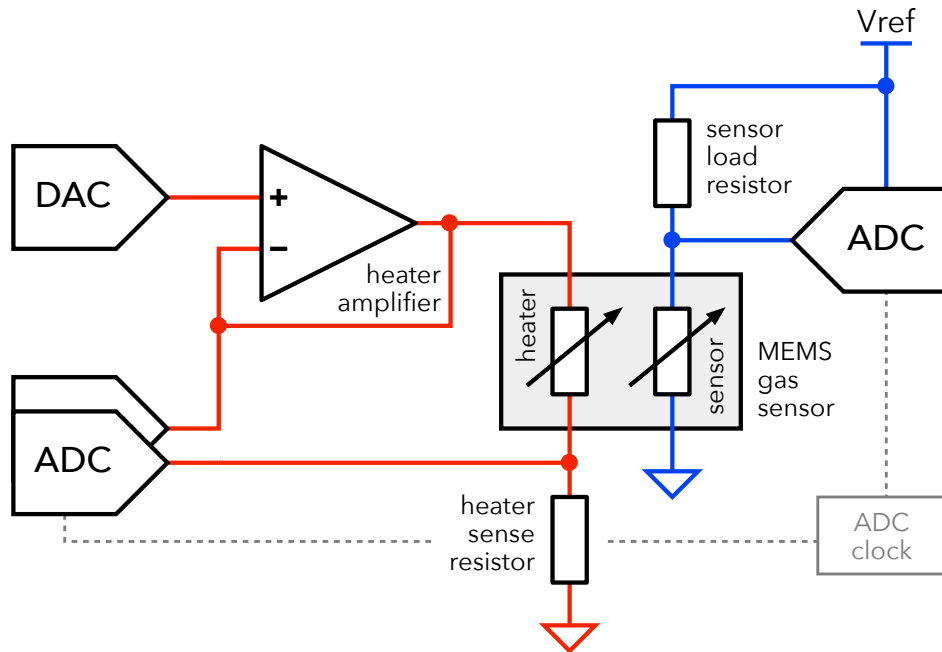 Vref
sensor
load
resistor
DAC
+
−
ADC
heater
amplifier
heater
sensor
MEMS
gas
sensor
ADC
heater
sense
resistor
ADC
clock